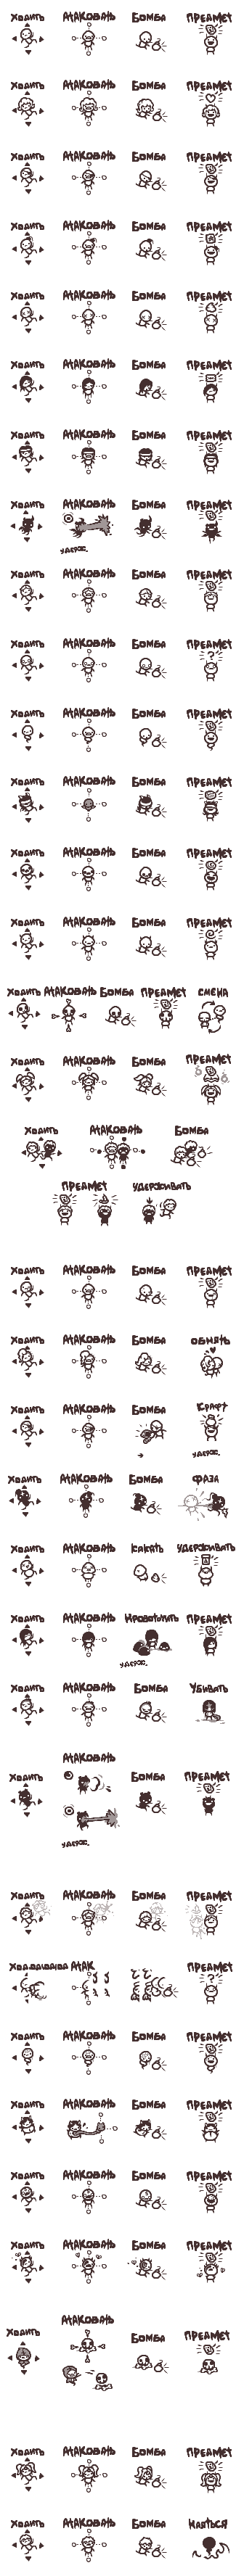 ХОДИТЬ АТАКОВАТЬ БОМБА ПРЕДМЕТ
ХОДИТЬ АТАКОВАТЬ БОМБА ПРЕДМЕТ
ХОДИТЬ АТАКОВАТЬ БОМБА ПРЕДМЕТ
ХОДИТЬ АТАКОВАТЬ БОМБА ПРЕДМЕТ
ХОДИТЬ АТАКОВАТЬ БОМБА ПРЕДМЕТ
ХОДИТЬ АТАКОВАТЬ БОМБА ПРЕДМЕТ
ХОДИТЬ АТАКОВАТЬ БОМБА ПРЕДМЕТ
ХОДИТЬ АТАКОВАТЬ БОМБА ПРЕДМЕТ
УДЕРЖ.
ХОДИТЬ АТАКОВАТЬ БОМБА ПРЕДМЕТ
ХОДИТЬ АТАКОВАТЬ БОМБА ПРЕДМЕТ
?
ХОДИТЬ АТАКОВАТЬ БОМБА ПРЕДМЕТ
ХОДИТЬ АТАКОВАТЬ БОМБА ПРЕДМЕТ
ХОДИТЬ АТАКОВАТЬ БОМБА ПРЕДМЕТ
ХОДИТЬ АТАКОВАТЬ БОМБА ПРЕДМЕТ
ХОДИТЬ АТАКОВАТЬ БОМБА ПРЕДМЕТ СМЕНА
ХОДИТЬ АТАКОВАТЬ БОМБА ПРЕДМЕТ
ХОДИТЬ АТАКОВАТЬ БОМБА
ПРЕДМЕТ УДЕРЖИВАТЬ
ХОДИТЬ АТАКОВАТЬ БОМБА ПРЕДМЕТ
ХОДИТЬ АТАКОВАТЬ БОМБА ОБНЯТЬ
ХОДИТЬ АТАКОВАТЬ БОМБА КРАФТ
УДЕРЖ.
ХОДИТЬ АТАКОВАТЬ БОМБА ФАЗА
ХОДИТЬ АТАКОВАТЬ КАКАТЬ УДЕРЖИВАТЬ
ХОДИТЬ АТАКОВАТЬ КРОВОТОЧИТЬ ПРЕДМЕТ
УДЕРЖ.
ХОДИТЬ АТАКОВАТЬ БОМБА УБИВАТЬ
АТАКОВАТЬ
ХОДИТЬ БОМБА ПРЕДМЕТ
УДЕРЖ.
ХОДИТЬ АТАКОВАТЬ БОМБА ПРЕДМЕТ
АТАК ПРЕДМЕТ
?
ХОДИТЬ АТАКОВАТЬ БОМБА ПРЕДМЕТ
ХОДИТЬ АТАКОВАТЬ БОМБА ПРЕДМЕТ
ХОДИТЬ АТАКОВАТЬ БОМБА ПРЕДМЕТ
ХОДИТЬ АТАКОВАТЬ БОМБА ПРЕДМЕТ
АТАКОВАТЬ
ХОДИТЬ БОМБА ПРЕДМЕТ
ХОДИТЬ АТАКОВАТЬ БОМБА ПРЕДМЕТ
ХОДИТЬ АТАКОВАТЬ БОМБА КАЯТЬСЯ